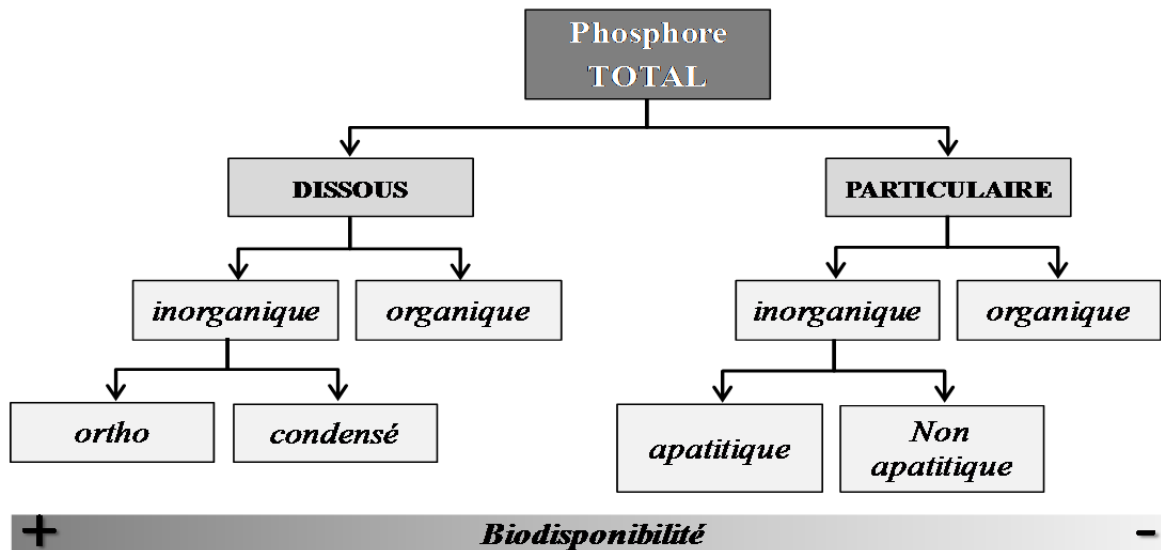 Phosphore
TOTAL
DISSOUS
PARTICULAIRE
inorganique
organique
inorganique
organique
ortho
condensé
apatitique
Non
apatitique
+
Biodisponibilité
-